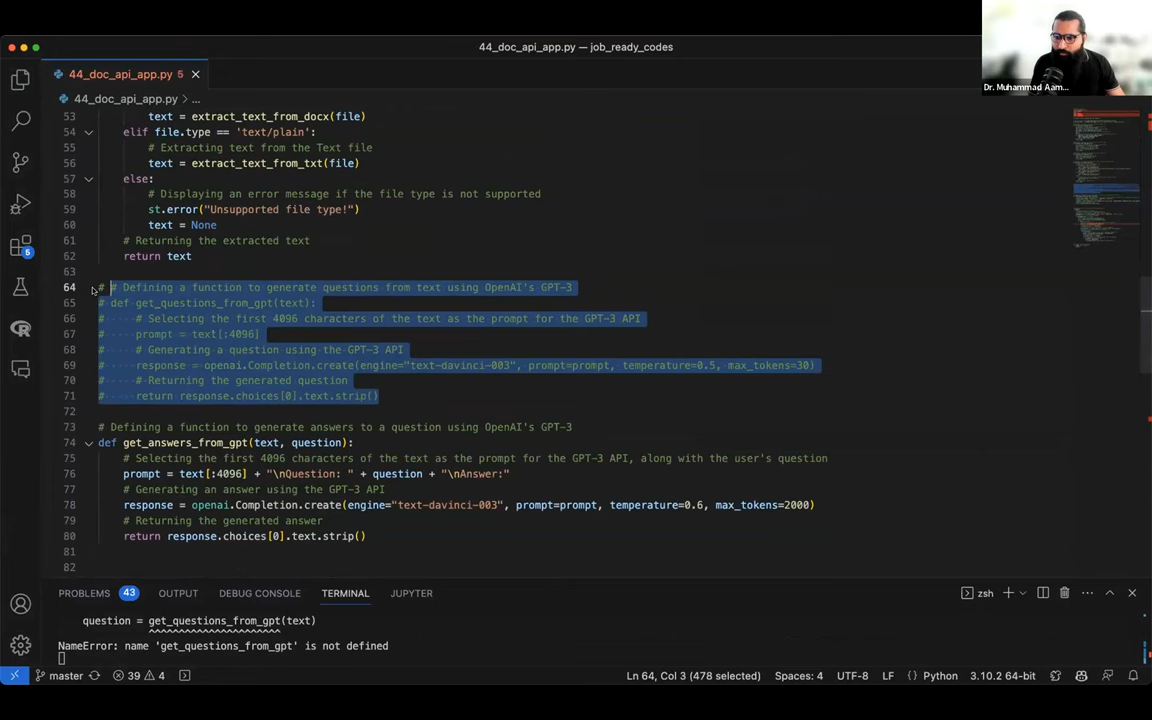 44_doc_api_app.py — job_ready_codes
Dr. Muhammad Aam...
44_doc_api_app.py 5
44_doc_api_app.py > ...
53 text = extract_text_from_docx(file)
54 elif file.type == 'text/plain':
55 # Extracting text from the Text file
56 text = extract_text_from_txt(file)
57 else:
58 # Displaying an error message if the file type is not supported
59 st.error("Unsupported file type!")
60 text = None
61 # Returning the extracted text
62 return text
63
64 # # Defining a function to generate questions from text using OpenAI's GPT-3
65 # def get_questions_from_gpt(text):
66 # # Selecting the first 4096 characters of the text as the prompt for the GPT-3 API
67 # prompt = text[:4096]
68 # # Generating a question using the GPT-3 API
69 # response = openai.Completion.create(engine="text-davinci-003", prompt=prompt, temperature=0.5, max_tokens=30)
70 # # Returning the generated question
71 # return response.choices[0].text.strip()
72
73 # Defining a function to generate answers to a question using OpenAI's GPT-3
74 def get_answers_from_gpt(text, question):
75 # Selecting the first 4096 characters of the text as the prompt for the GPT-3 API, along with the user's question
76 prompt = text[:4096] + "\nQuestion: " + question + "\nAnswer:"
77 # Generating an answer using the GPT-3 API
78 response = openai.Completion.create(engine="text-davinci-003", prompt=prompt, temperature=0.6, max_tokens=2000)
79 # Returning the generated answer
80 return response.choices[0].text.strip()
81
82
PROBLEMS 43 OUTPUT DEBUG CONSOLE TERMINAL JUPYTER zsh
question = get_questions_from_gpt(text)
^^^^^^^^^^^^^^^^^^^^^^
NameError: name 'get_questions_from_gpt' is not defined
master 39 4 Ln 64, Col 3 (478 selected) Spaces: 4 UTF-8 LF Python 3.10.2 64-bit